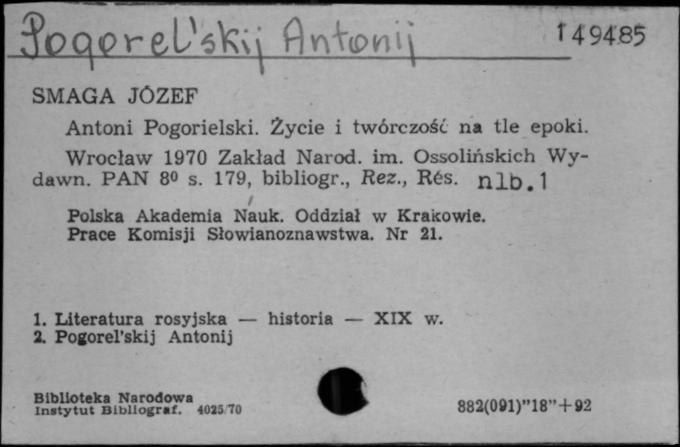 Pogorel'skij Antonij
149485
SMAGA JÓZEF
Antoni Pogorielski. Życie i twórczość na tle epoki.
Wrocław 1970 Zakład Narod. im. Ossolińskich Wy-
dawn. PAN 8⁰ s. 179, bibliogr., Rez., Rés. nlb. 1
Polska Akademia Nauk. Oddział w Krakowie.
Prace Komisji Słowianoznawstwa. Nr 21.
1. Literatura rosyjska — historia — XIX w.
2. Pogorel'skij Antonij
Biblioteka Narodowa
Instytut Bibliograf. 4025/70
882(091)"18"+92